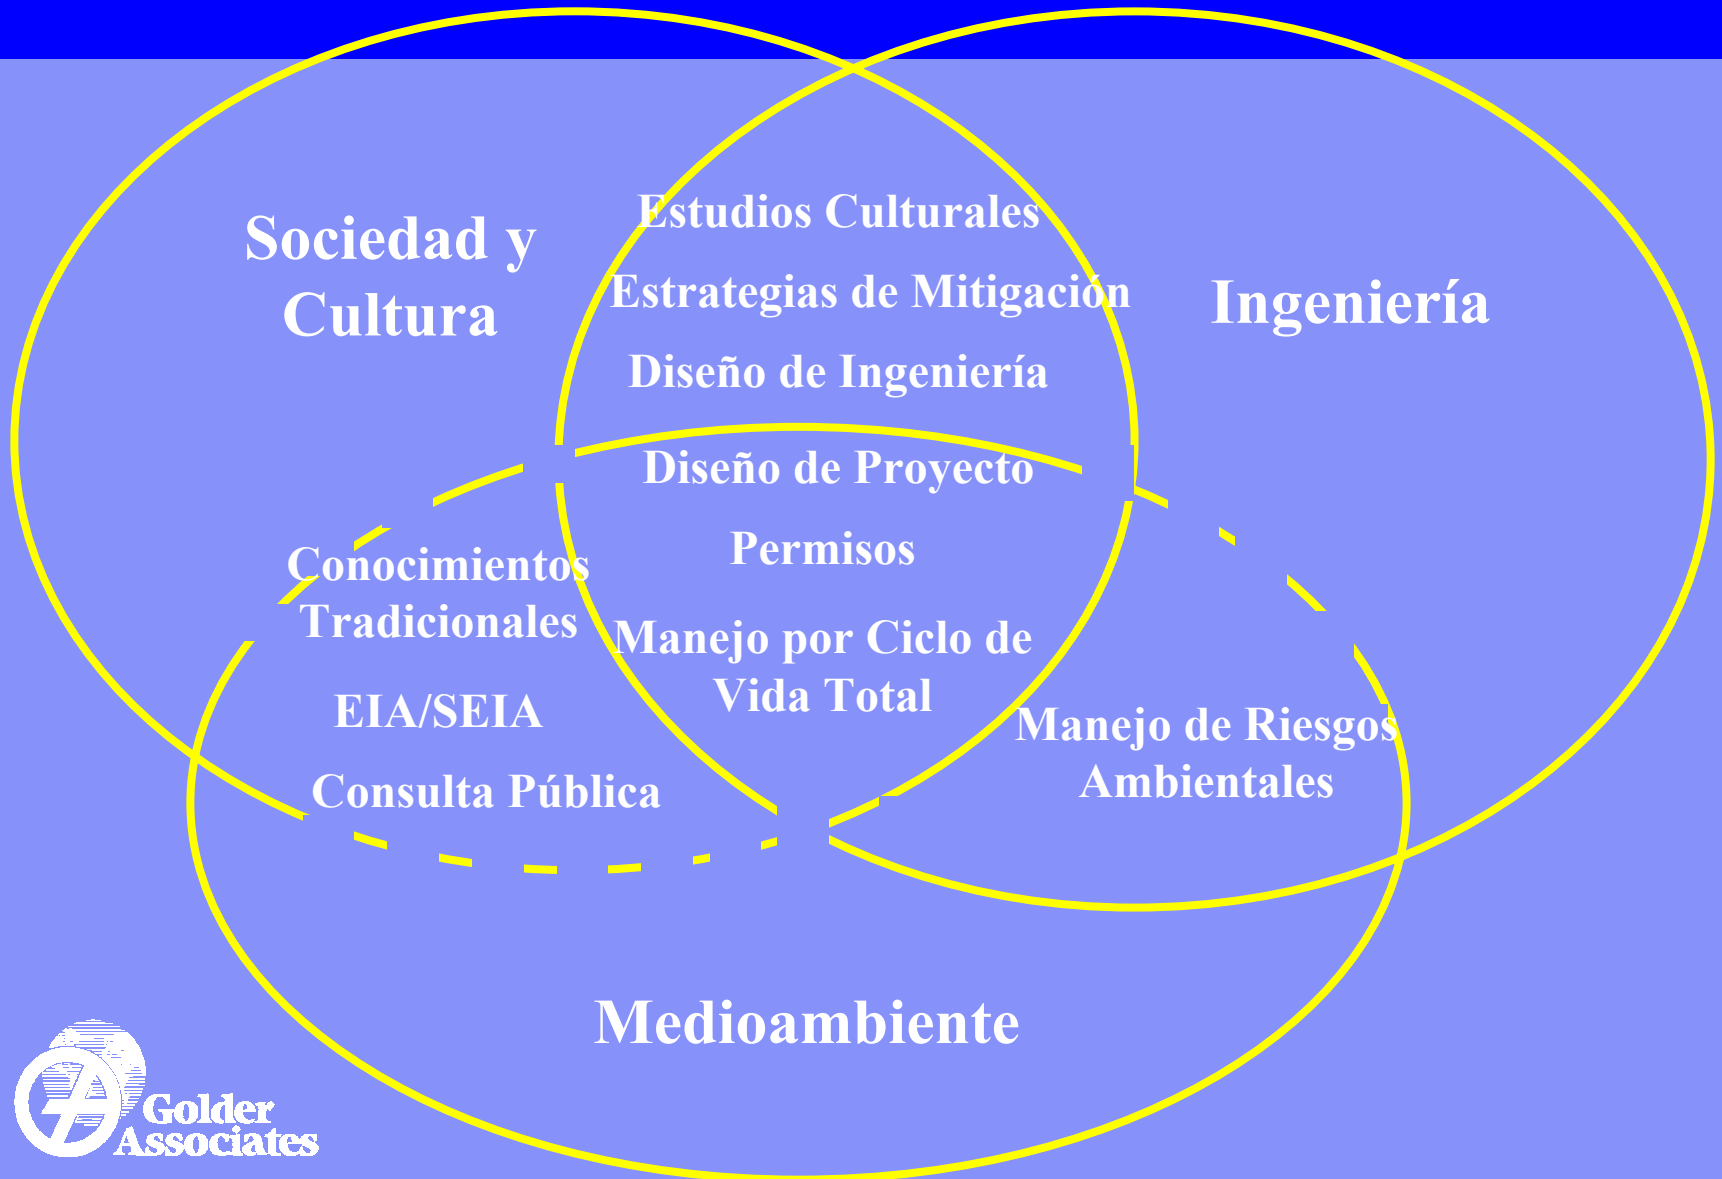 Sociedad y
Cultura
Estudios Culturales
Estrategias de Mitigación
Diseño de Ingeniería
Ingeniería
Diseño de Proyecto
Permisos
Manejo por Ciclo de
Vida Total
Conocimientos
Tradicionales
EIA/SEIA
Consulta Pública
Manejo de Riesgos
Ambientales
Medioambiente
Golder
Associates